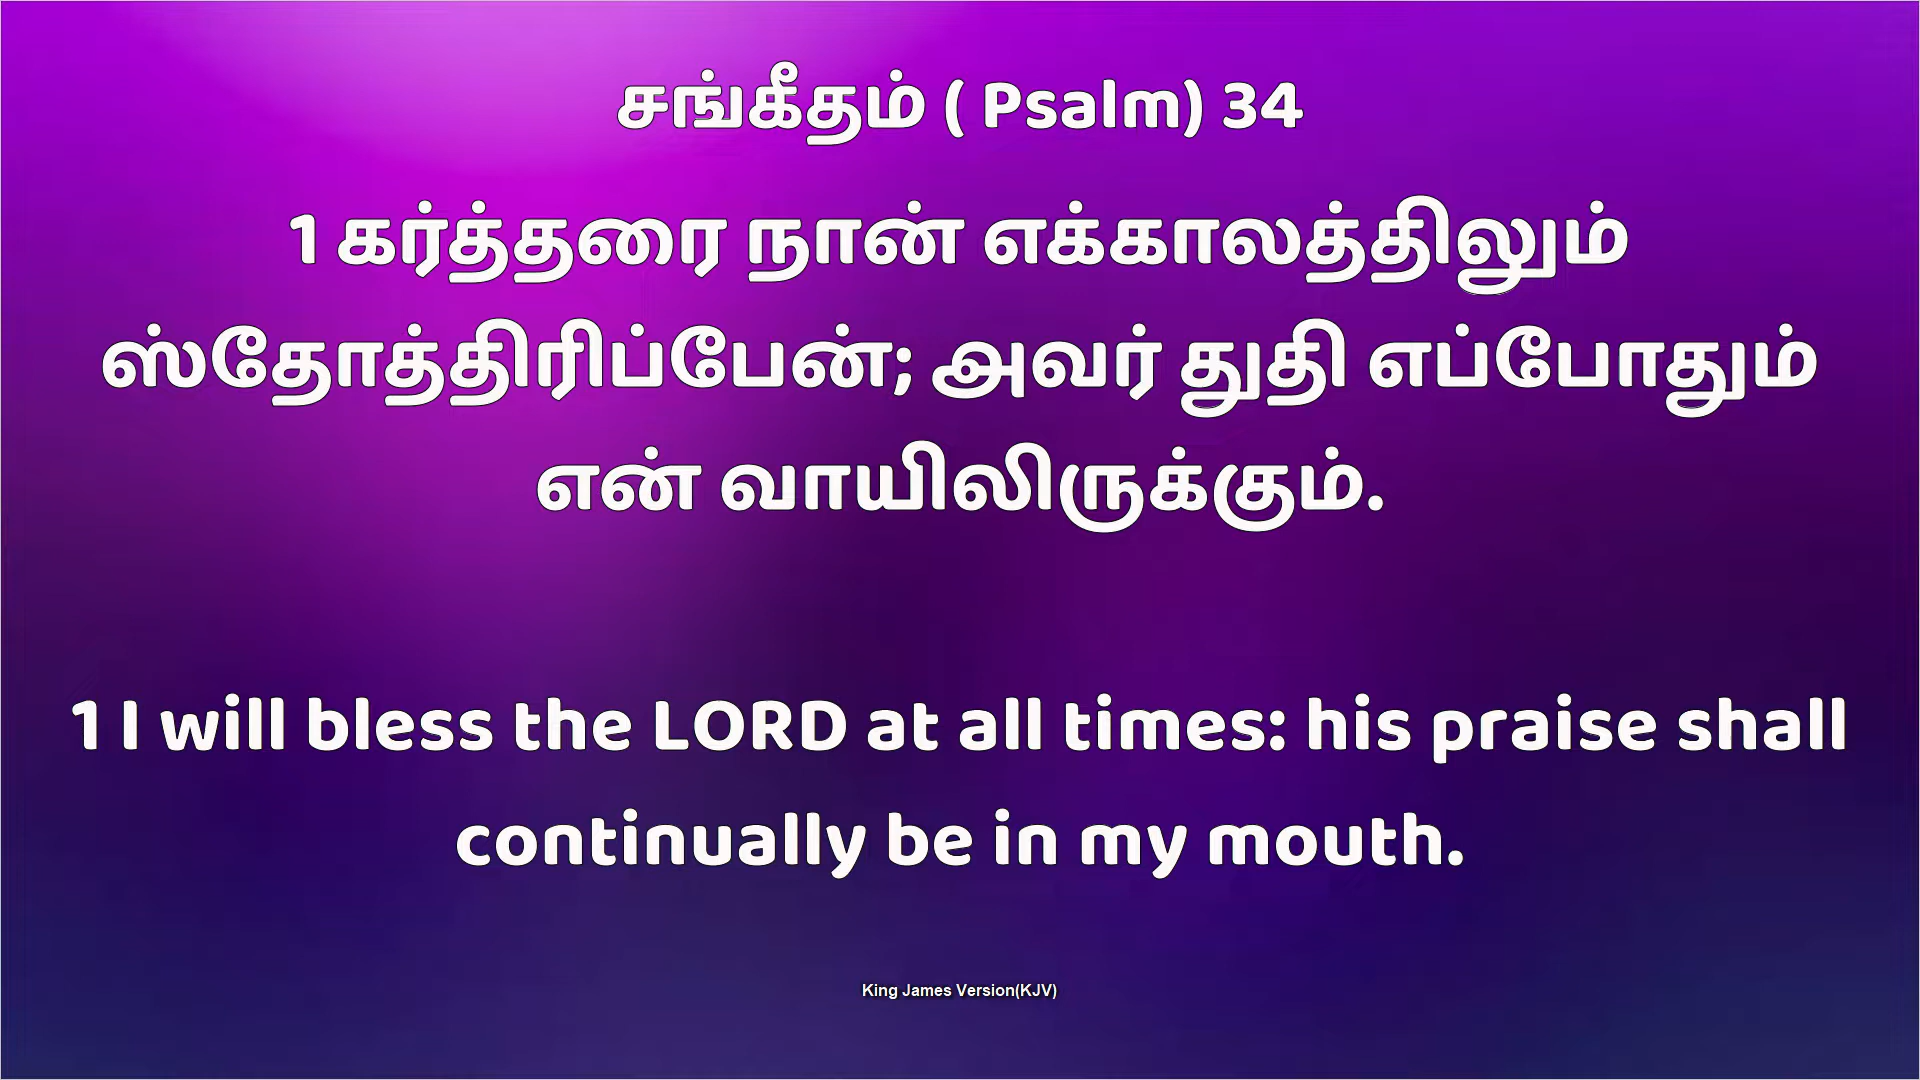 சங்கீதம் ( Psalm) 34
1 கர்த்தரை நான் எக்காலத்திலும்
ஸ்தோத்திரிப்பேன்; அவர் துதி எப்போதும்
என் வாயிலிருக்கும்.
1 I will bless the LORD at all times: his praise shall
continually be in my mouth.
King James Version(KJV)